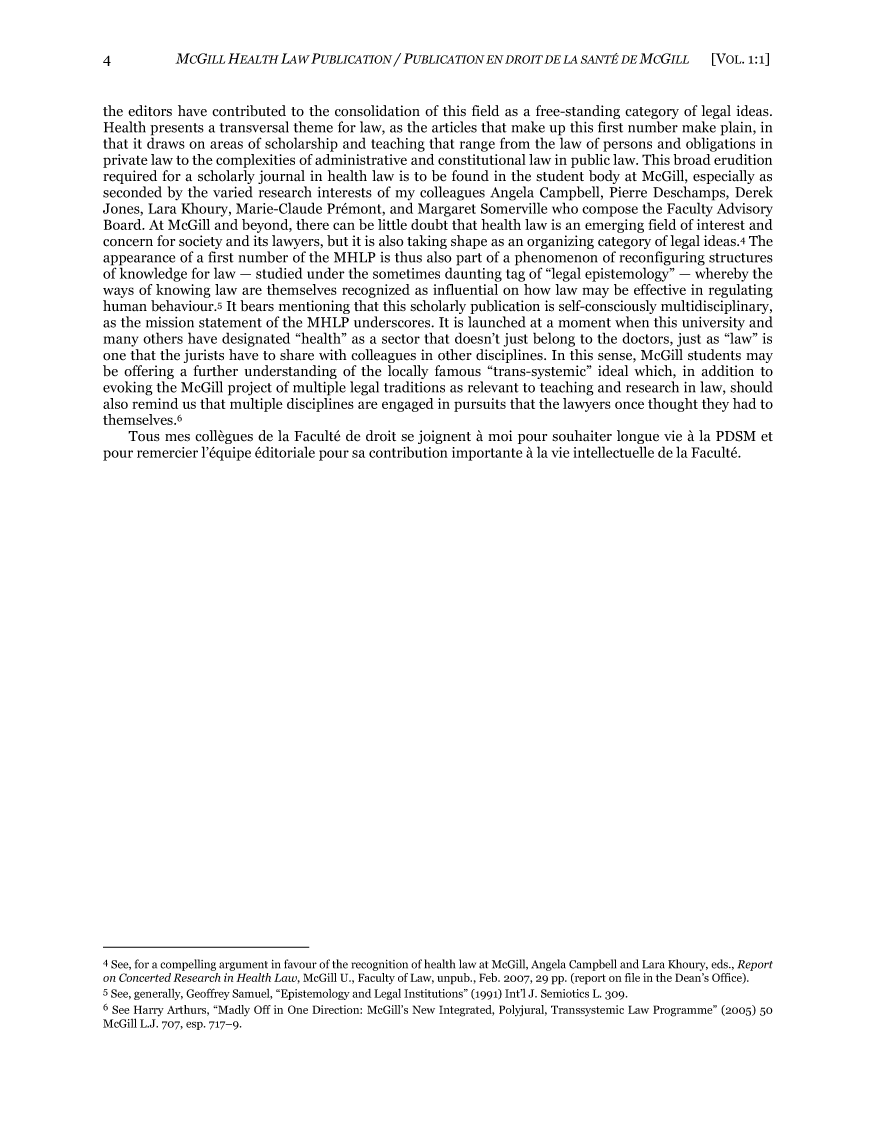 4 MCGILL HEALTH LAW PUBLICATION / PUBLICATION EN DROIT DE LA SANTÉ DE MCGILL [VOL. 1:1]
the editors have contributed to the consolidation of this field as a free-standing category of legal ideas.
Health presents a transversal theme for law, as the articles that make up this first number make plain, in
that it draws on areas of scholarship and teaching that range from the law of persons and obligations in
private law to the complexities of administrative and constitutional law in public law. This broad erudition
required for a scholarly journal in health law is to be found in the student body at McGill, especially as
seconded by the varied research interests of my colleagues Angela Campbell, Pierre Deschamps, Derek
Jones, Lara Khoury, Marie-Claude Prémont, and Margaret Somerville who compose the Faculty Advisory
Board. At McGill and beyond, there can be little doubt that health law is an emerging field of interest and
concern for society and its lawyers, but it is also taking shape as an organizing category of legal ideas.4 The
appearance of a first number of the MHLP is thus also part of a phenomenon of reconfiguring structures
of knowledge for law — studied under the sometimes daunting tag of “legal epistemology” — whereby the
ways of knowing law are themselves recognized as influential on how law may be effective in regulating
human behaviour.5 It bears mentioning that this scholarly publication is self-consciously multidisciplinary,
as the mission statement of the MHLP underscores. It is launched at a moment when this university and
many others have designated “health” as a sector that doesn’t just belong to the doctors, just as “law” is
one that the jurists have to share with colleagues in other disciplines. In this sense, McGill students may
be offering a further understanding of the locally famous “trans-systemic” ideal which, in addition to
evoking the McGill project of multiple legal traditions as relevant to teaching and research in law, should
also remind us that multiple disciplines are engaged in pursuits that the lawyers once thought they had to
themselves.6
Tous mes collègues de la Faculté de droit se joignent à moi pour souhaiter longue vie à la PDSM et
pour remercier l’équipe éditoriale pour sa contribution importante à la vie intellectuelle de la Faculté.
4 See, for a compelling argument in favour of the recognition of health law at McGill, Angela Campbell and Lara Khoury, eds., Report
on Concerted Research in Health Law, McGill U., Faculty of Law, unpub., Feb. 2007, 29 pp. (report on file in the Dean’s Office).
5 See, generally, Geoffrey Samuel, “Epistemology and Legal Institutions” (1991) Int’l J. Semiotics L. 309.
6 See Harry Arthurs, “Madly Off in One Direction: McGill’s New Integrated, Polyjural, Transsystemic Law Programme” (2005) 50
McGill L.J. 707, esp. 717–9.